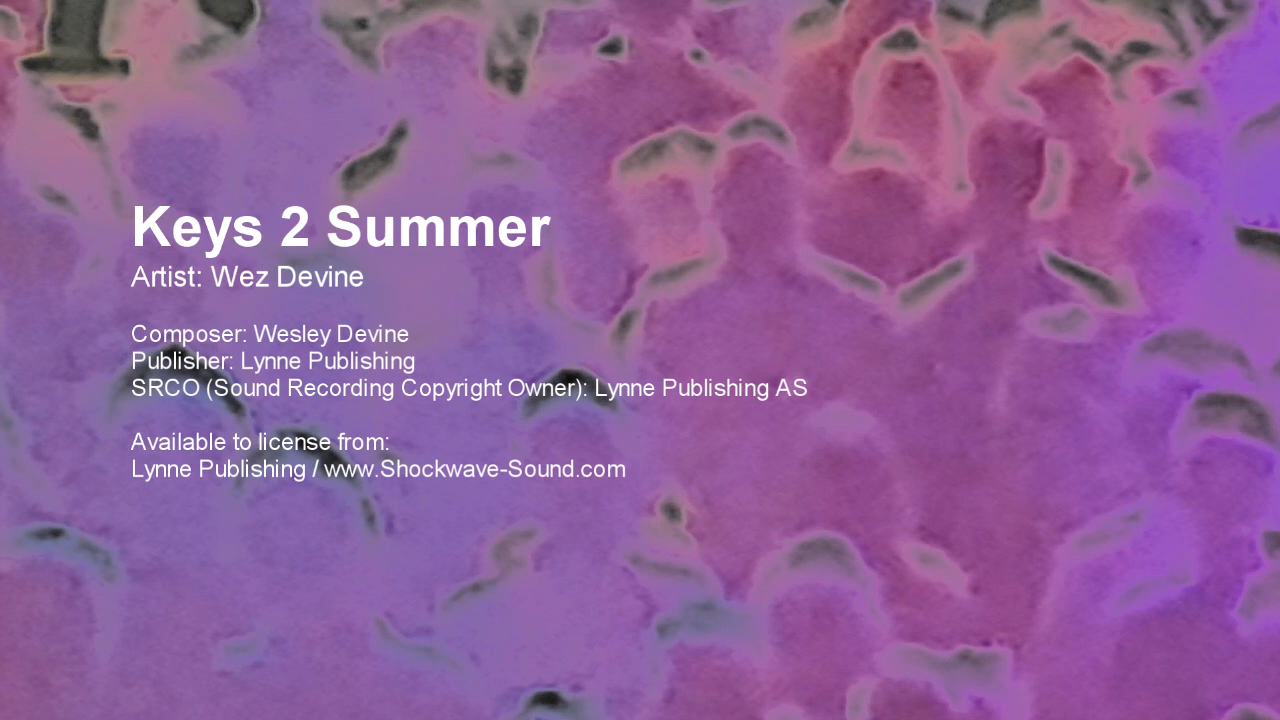 Keys 2 Summer
Artist: Wez Devine
Composer: Wesley Devine
Publisher: Lynne Publishing
SRCO (Sound Recording Copyright Owner): Lynne Publishing AS
Available to license from:
Lynne Publishing / www.Shockwave-Sound.com